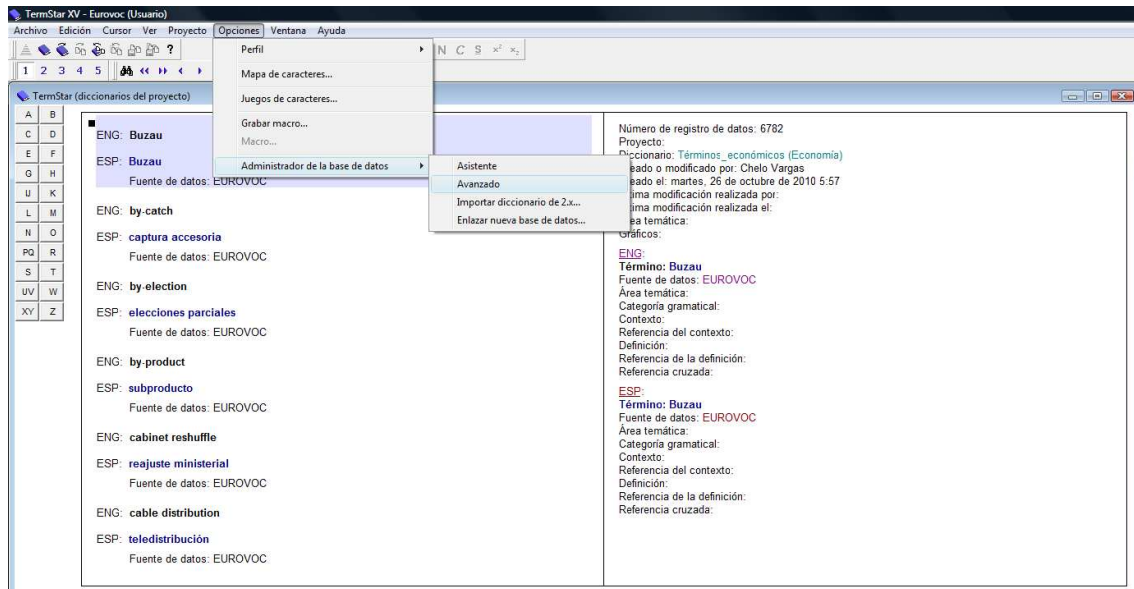 TermStar XV - Eurovoc (Usuario)
Archivo Edición Cursor Ver Proyecto Opciones Ventana Ayuda
?
N C S x² x₂
1 2 3 4 5
Perfil
Mapa de caracteres...
Juegos de caracteres...
Grabar macro...
Macro...
Administrador de la base de datos
Asistente
Avanzado
Importar diccionario de 2.x...
Enlazar nueva base de datos...
TermStar (diccionarios del proyecto)
A B
C D
E F
G H
IJ K
L M
N O
PQ R
S T
UV W
XY Z
ENG: Buzau
ESP: Buzau
Fuente de datos: EUROVOC
ENG: by-catch
ESP: captura accesoria
Fuente de datos: EUROVOC
ENG: by-election
ESP: elecciones parciales
Fuente de datos: EUROVOC
ENG: by-product
ESP: subproducto
Fuente de datos: EUROVOC
ENG: cabinet reshuffle
ESP: reajuste ministerial
Fuente de datos: EUROVOC
ENG: cable distribution
ESP: teledistribución
Fuente de datos: EUROVOC
Número de registro de datos: 6782
Proyecto:
Diccionario: Términos_económicos (Economía)
eado o modificado por: Chelo Vargas
eado el: martes, 26 de octubre de 2010 5:57
ima modificación realizada por:
ima modificación realizada el:
ea temática:
Gráficos:
ENG:
Término: Buzau
Fuente de datos: EUROVOC
Área temática:
Categoría gramatical:
Contexto:
Referencia del contexto:
Definición:
Referencia de la definición:
Referencia cruzada:
ESP:
Término: Buzau
Fuente de datos: EUROVOC
Área temática:
Categoría gramatical:
Contexto:
Referencia del contexto:
Definición:
Referencia de la definición:
Referencia cruzada: